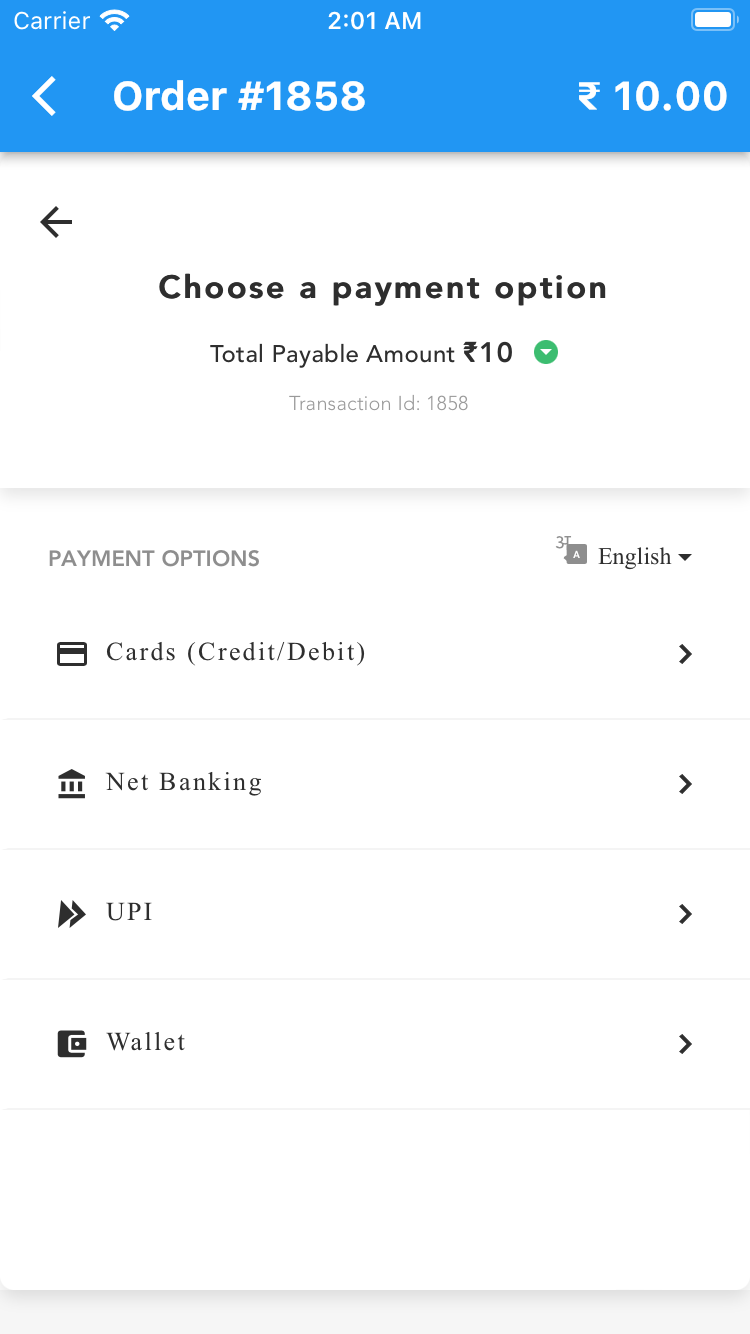 Carrier 2:01 AM
Order #1858 ₹ 10.00
Choose a payment option
Total Payable Amount ₹10
Transaction Id: 1858
PAYMENT OPTIONS अ A English
Cards (Credit/Debit)
Net Banking
UPI
Wallet